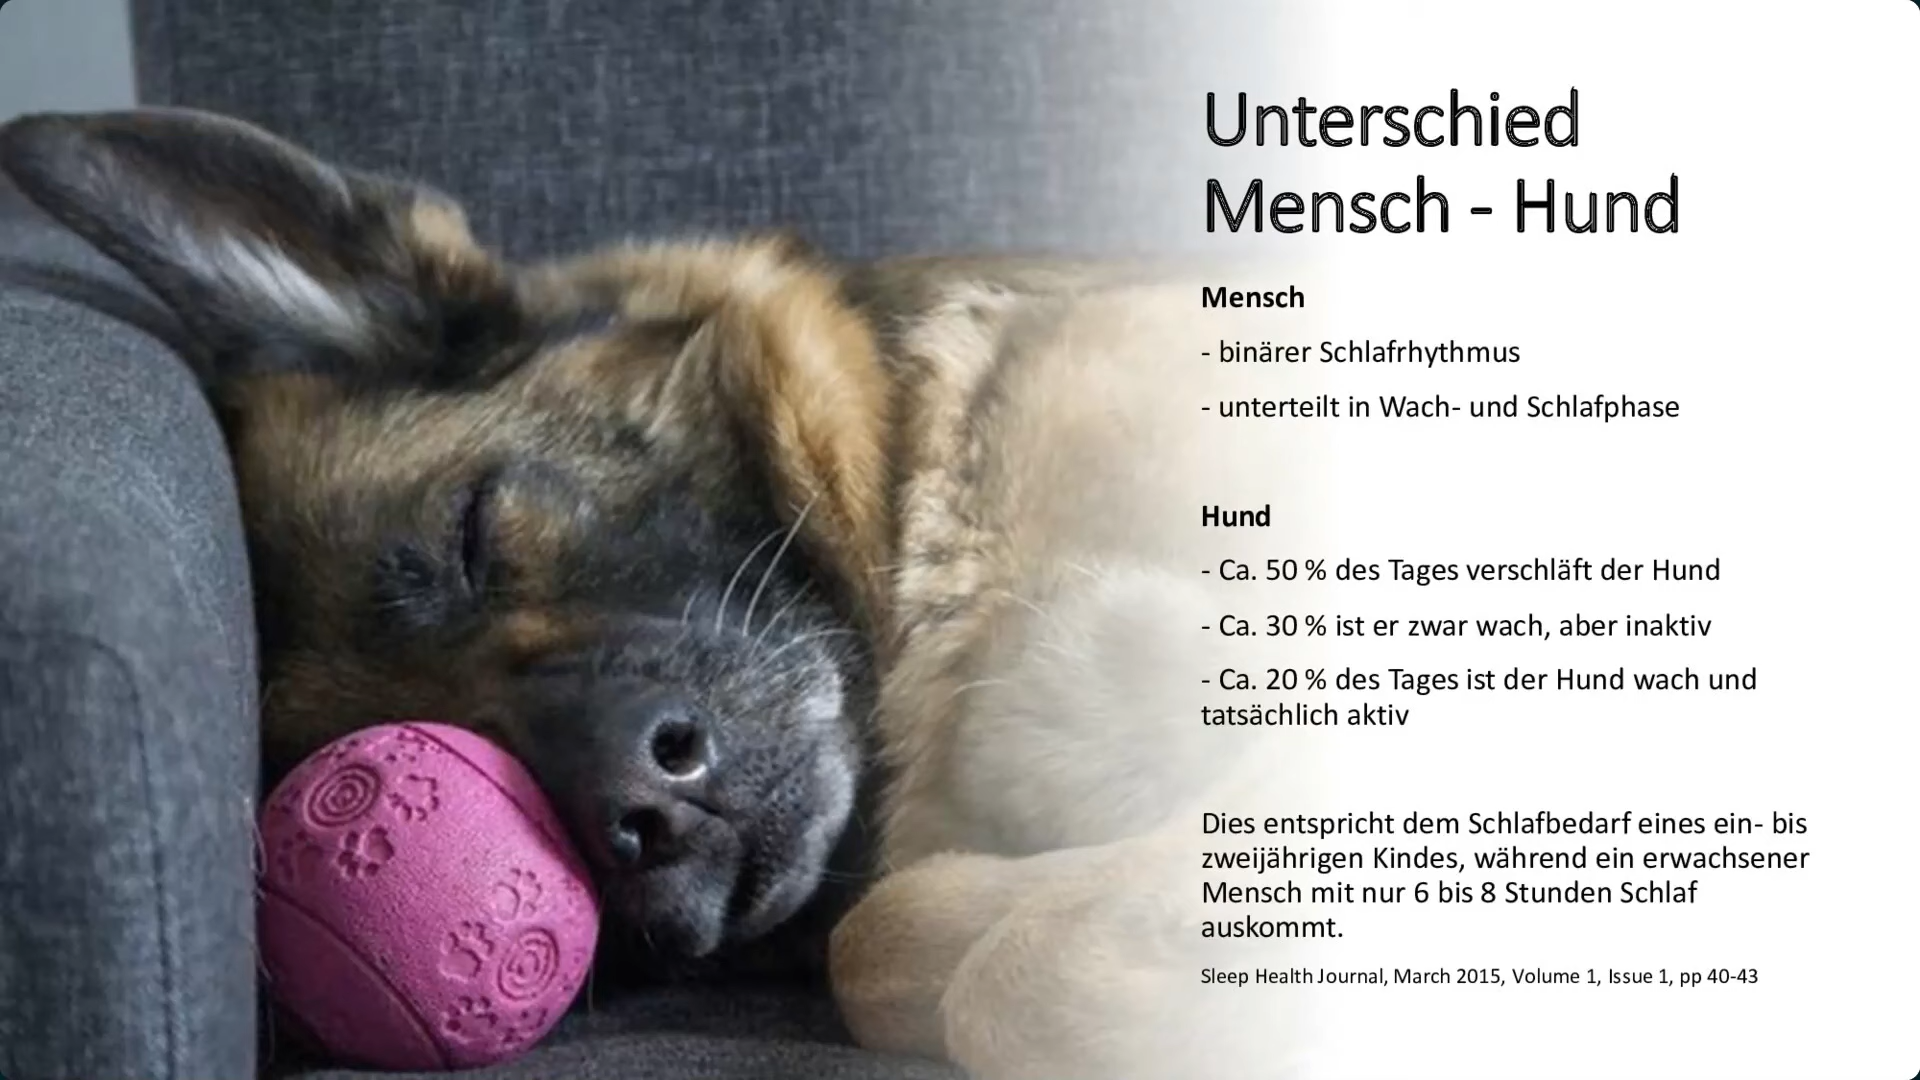 Unterschied
Mensch - Hund
Mensch
- binärer Schlafrhythmus
- unterteilt in Wach- und Schlafphase
Hund
- Ca. 50 % des Tages verschläft der Hund
- Ca. 30 % ist er zwar wach, aber inaktiv
- Ca. 20 % des Tages ist der Hund wach und
tatsächlich aktiv
Dies entspricht dem Schlafbedarf eines ein- bis
zweijährigen Kindes, während ein erwachsener
Mensch mit nur 6 bis 8 Stunden Schlaf
auskommt.
Sleep Health Journal, March 2015, Volume 1, Issue 1, pp 40-43